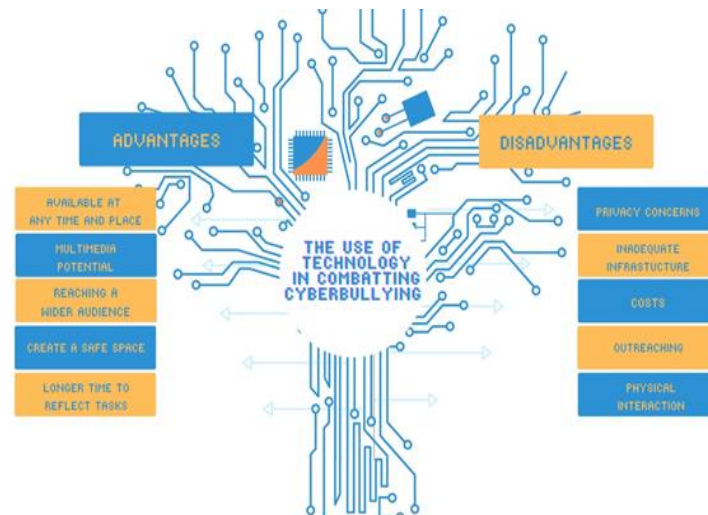 ADVANTAGES
AVAILABLE AT
ANY TIME AND PLACE
MULTIMEDIA
POTENTIAL
REACHING A
WIDER AUDIENCE
CREATE A SAFE SPACE
LONGER TIME TO
REFLECT TASKS
THE USE OF
TECHNOLOGY
IN COMBATTING
CYBERBULLYING
DISADVANTAGES
PRIVACY CONCERNS
INADEQUATE
INFRASTUCTURE
COSTS
OUTREACHING
PHYSICAL
INTERACTION